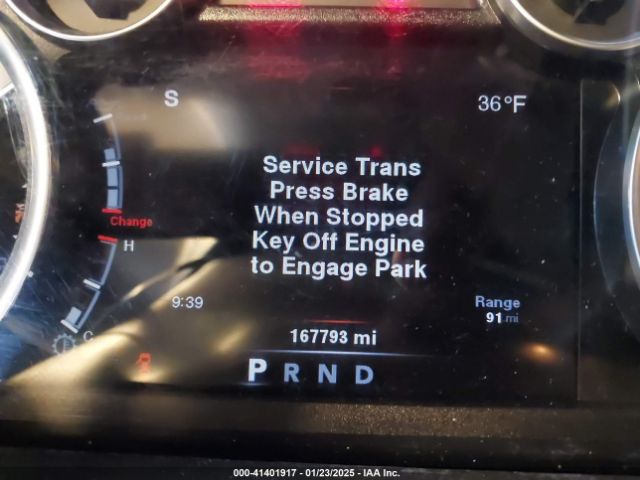 S
36°F
Service Trans
Press Brake
When Stopped
Key Off Engine
to Engage Park
Change
H
9:39
Range
91 mi
167793 mi
C
P R N D
000-41401917 - 01/23/2025 - IAA Inc.